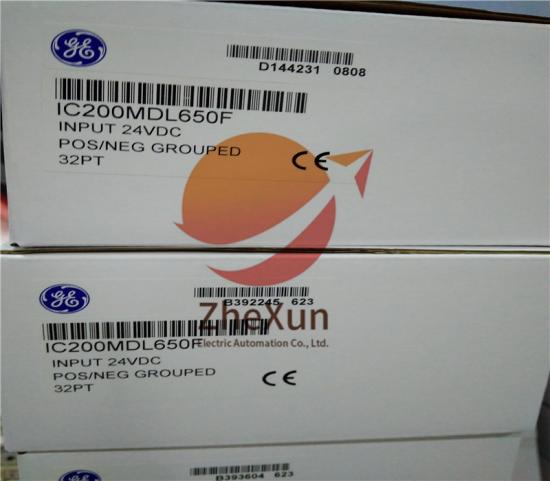 GE
D144231 0808
IC200MDL650F
INPUT 24VDC
POS/NEG GROUPED
32PT
CE
GE
B392245 623
ZheXun
IC200MDL650F
Electric Automation Co., Ltd.
INPUT 24VDC
POS/NEG GROUPED
32PT
CE
GE
B393604 623